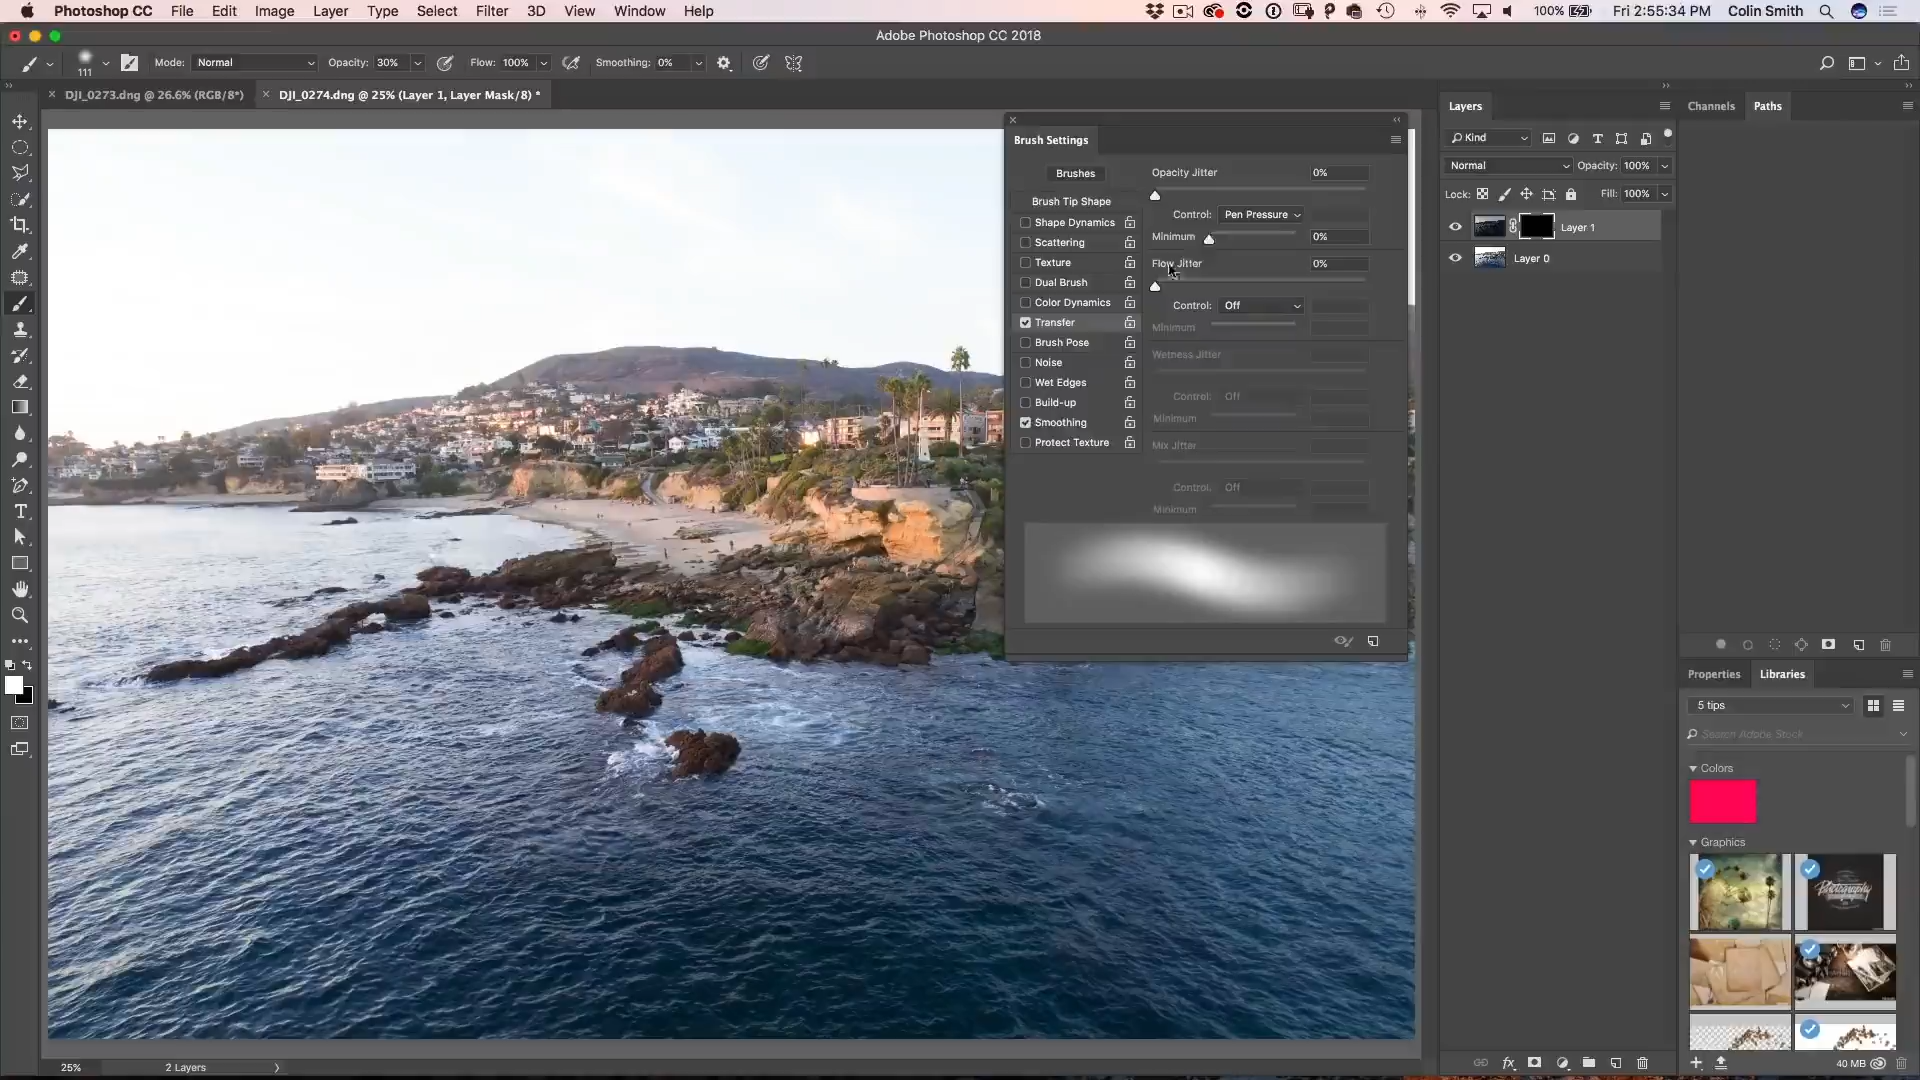 Photoshop CC File Edit Image Layer Type Select Filter 3D View Window Help 100% Fri 2:55:34 PM Colin Smith
Adobe Photoshop CC 2018
111 Mode: Normal Opacity: 30% Flow: 100% Smoothing: 0%
DJI_0273.dng @ 26.6% (RGB/8*) DJI_0274.dng @ 25% (Layer 1, Layer Mask/8) *
Brush Settings
Brushes
Brush Tip Shape
Shape Dynamics
Scattering
Texture
Dual Brush
Color Dynamics
Transfer
Brush Pose
Noise
Wet Edges
Build-up
Smoothing
Protect Texture
Opacity Jitter 0%
Control: Pen Pressure
Minimum 0%
Flow Jitter 0%
Control: Off
Minimum
Wetness Jitter
Control: Off
Minimum
Mix Jitter
Control: Off
Minimum
Layers
Kind
Normal Opacity: 100%
Lock: Fill: 100%
Layer 1
Layer 0
Channels Paths
Properties Libraries
5 tips
Search Adobe Stock
Colors
Graphics
Photography
40 MB
25% 2 Layers